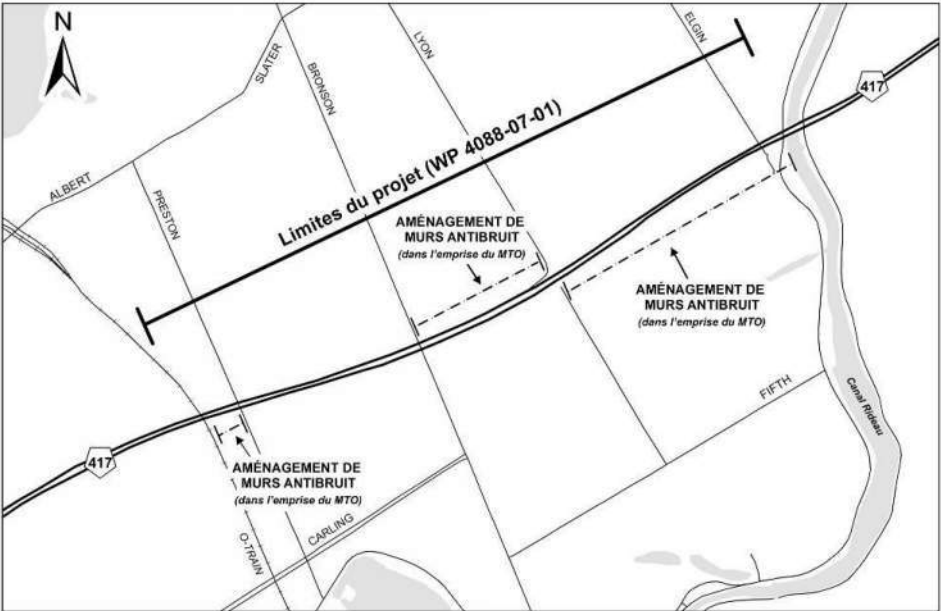 N
SLATER
BRONSON
LYON
ELGIN
417
ALBERT
PRESTON
Limites du projet (WP 4088-07-01)
AMÉNAGEMENT DE
MURS ANTIBRUIT
(dans l'emprise du MTO)
AMÉNAGEMENT DE
MURS ANTIBRUIT
(dans l'emprise du MTO)
FIFTH
Canal Rideau
417
AMÉNAGEMENT DE
MURS ANTIBRUIT
(dans l'emprise du MTO)
CARLING
O-TRAIN